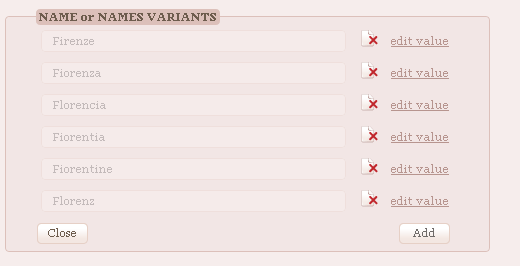 NAME or NAMES VARIANTS
Firenze edit value
Fiorenza edit value
Florencia edit value
Fiorentia edit value
Fiorentine edit value
Florenz edit value
Close Add